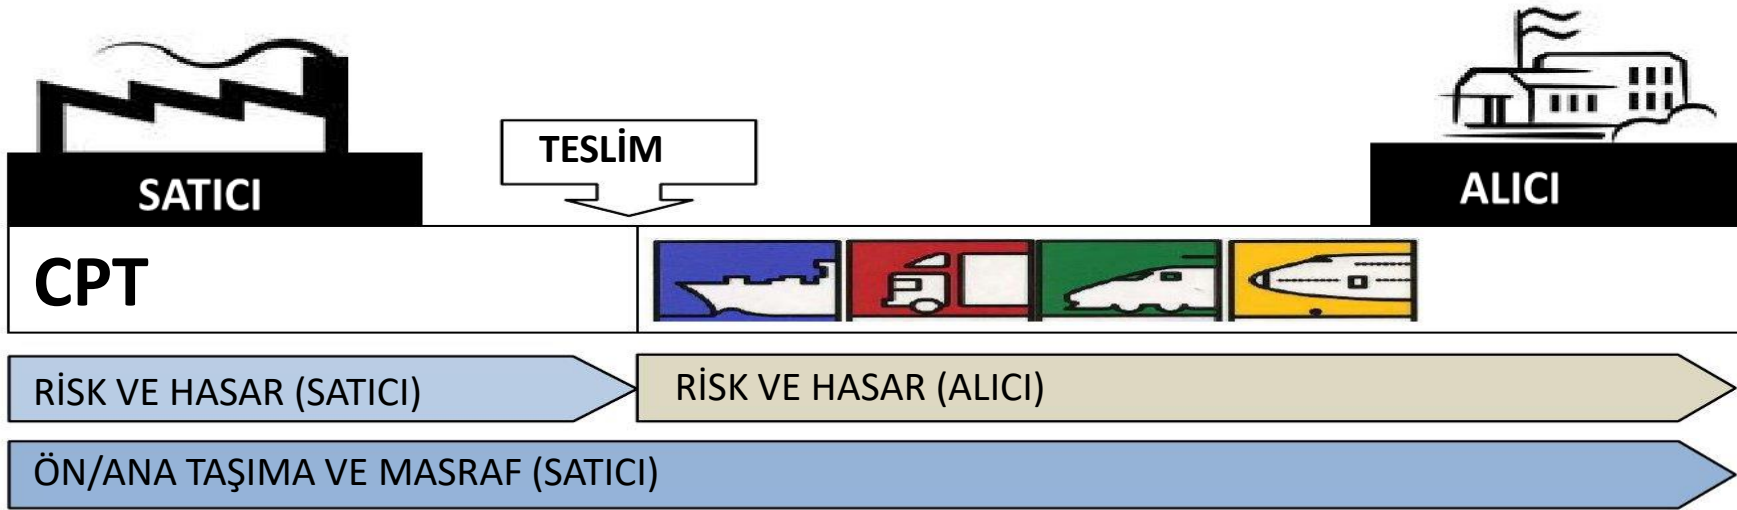 TESLİM
SATICI
ALICI
CPT
RİSK VE HASAR (SATICI)
RİSK VE HASAR (ALICI)
ÖN/ANA TAŞIMA VE MASRAF (SATICI)